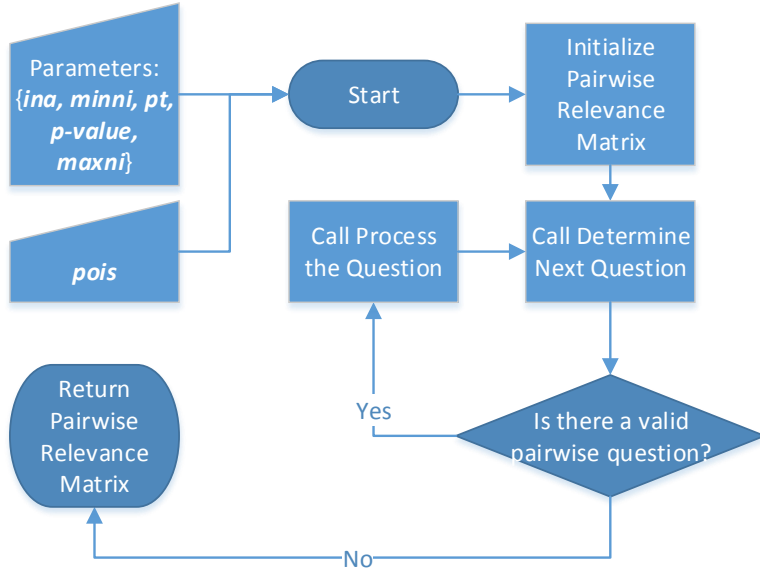 Parameters:
{ina, minni, pt,
p-value,
maxni}
Start
Initialize
Pairwise
Relevance
Matrix
pois
Call Process
the Question
Call Determine
Next Question
Return
Pairwise
Relevance
Matrix
Yes
Is there a valid
pairwise question?
No